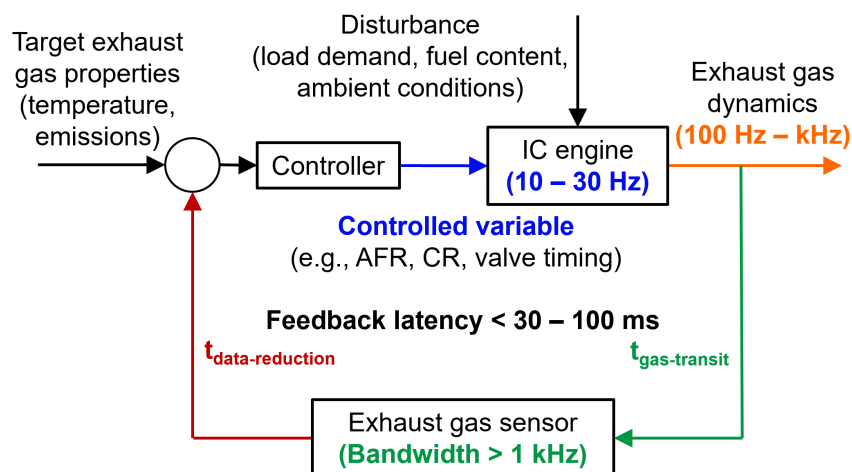 Target exhaust
gas properties
(temperature,
emissions)
Disturbance
(load demand, fuel content,
ambient conditions)
Exhaust gas
dynamics
(100 Hz – kHz)
Controller
IC engine
(10 – 30 Hz)
Controlled variable
(e.g., AFR, CR, valve timing)
Feedback latency < 30 – 100 ms
tdata-reduction
tgas-transit
Exhaust gas sensor
(Bandwidth > 1 kHz)